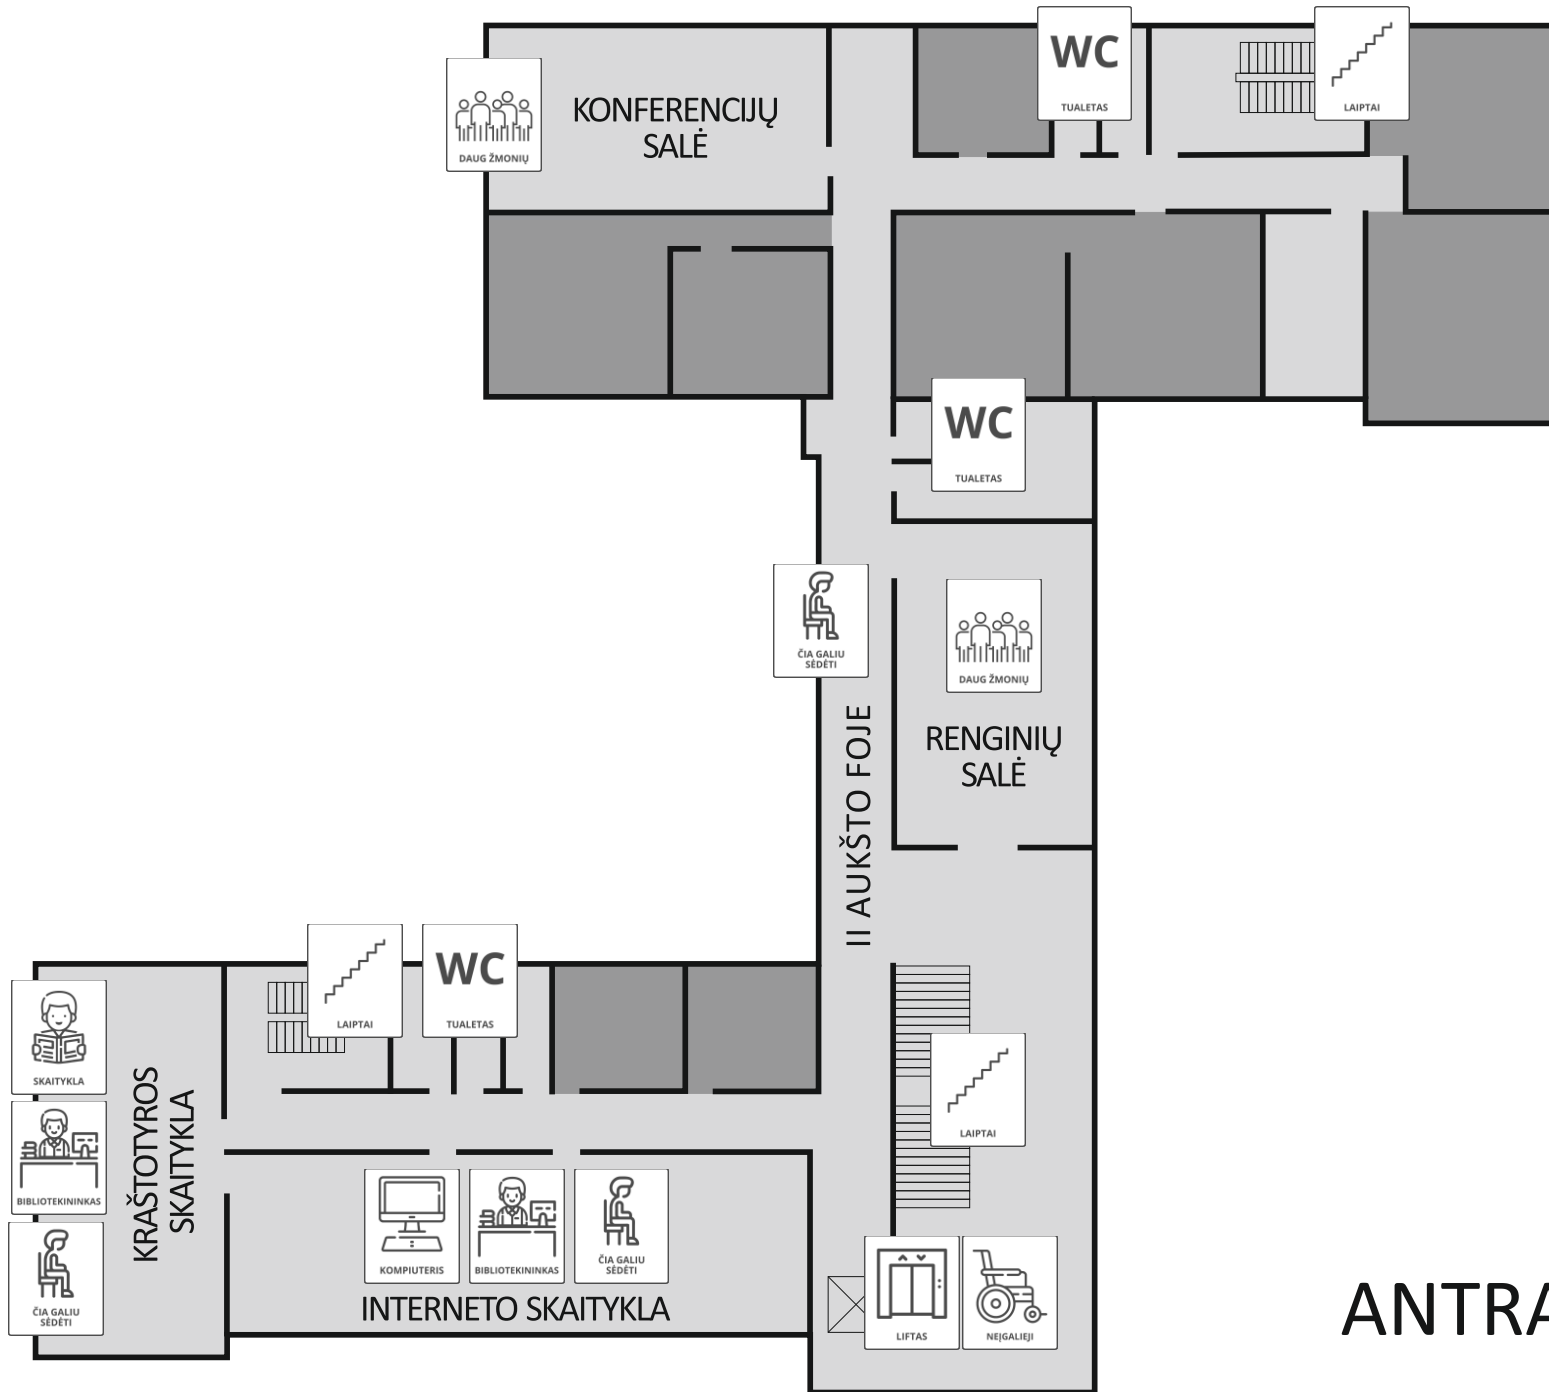 WC
TUALETAS
LAIPTAI
DAUG ŽMONIŲ
KONFERENCIJŲ
SALĖ
WC
TUALETAS
ČIA GALIU
SĖDĖTI
DAUG ŽMONIŲ
RENGINIŲ
SALĖ
II AUKŠTO FOJE
LAIPTAI
WC
TUALETAS
SKAITYKLA
BIBLIOTEKININKAS
ČIA GALIU
SĖDĖTI
KRAŠTOTYROS
SKAITYKLA
KOMPIUTERIS
BIBLIOTEKININKAS
ČIA GALIU
SĖDĖTI
INTERNETO SKAITYKLA
LAIPTAI
LIFTAS
NEĮGALIEJI
ANTRA